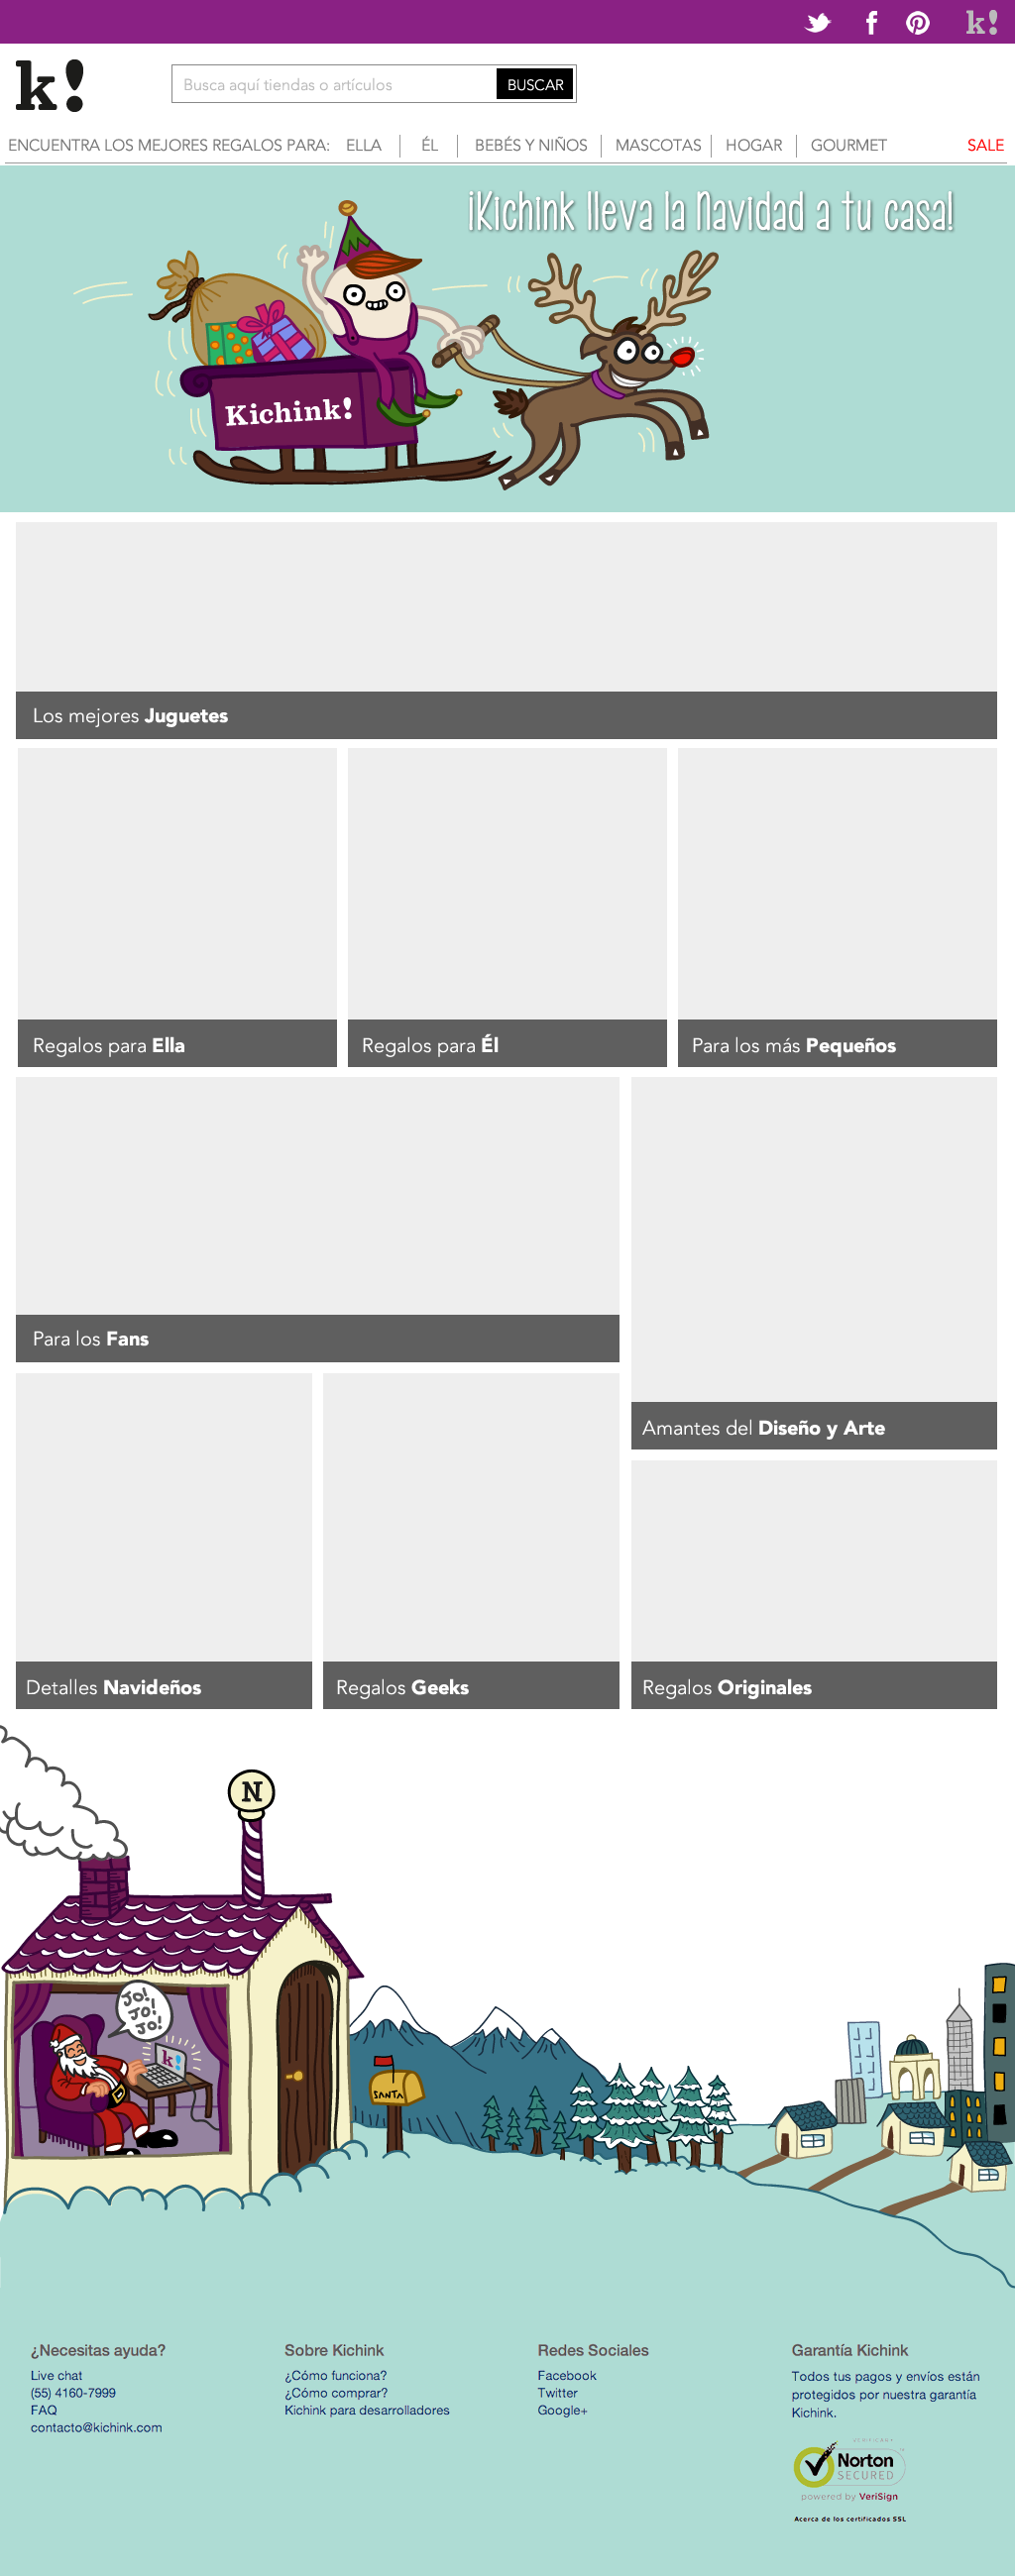 k!
k!
Busca aquí tiendas o artículos BUSCAR
ENCUENTRA LOS MEJORES REGALOS PARA: ELLA ÉL BEBÉS Y NIÑOS MASCOTAS HOGAR GOURMET SALE
¡Kichink lleva la Navidad a tu casa!
Kichink!
Los mejores Juguetes
Regalos para Ella
Regalos para Él
Para los más Pequeños
Para los Fans
Amantes del Diseño y Arte
Detalles Navideños
Regalos Geeks
Regalos Originales
N
JO!
JO!
JO!
k!
SANTA
¿Necesitas ayuda?
Live chat
(55) 4160-7999
FAQ
contacto@kichink.com
Sobre Kichink
¿Cómo funciona?
¿Cómo comprar?
Kichink para desarrolladores
Redes Sociales
Facebook
Twitter
Google+
Garantía Kichink
Todos tus pagos y envíos están
protegidos por nuestra garantía
Kichink.
Norton
SECURED
powered by VeriSign
Acerca de los certificados SSL